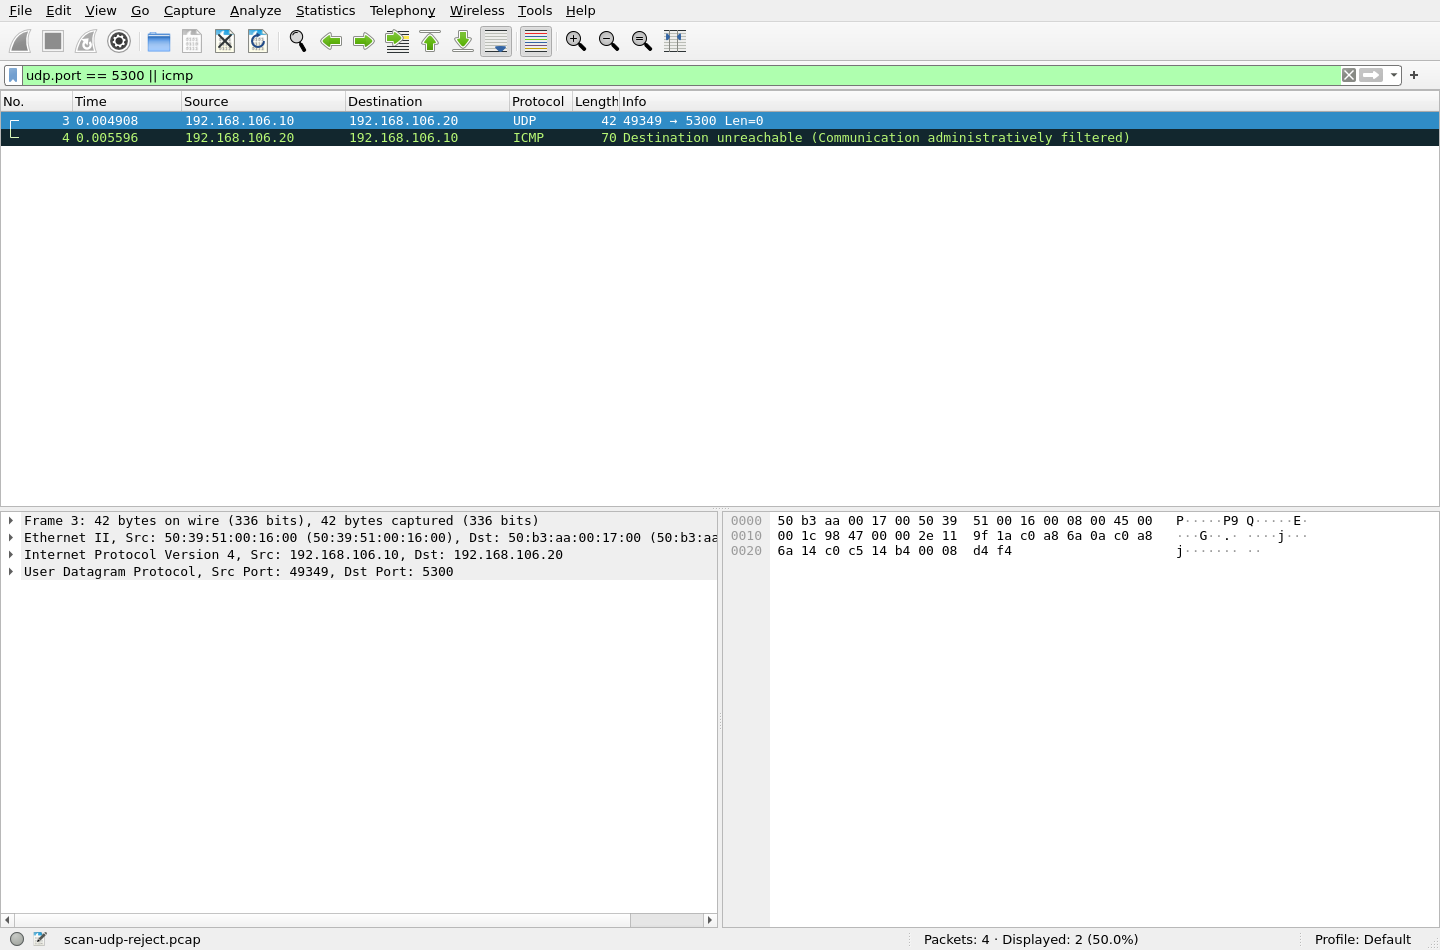 File Edit View Go Capture Analyze Statistics Telephony Wireless Tools Help
udp.port == 5300 || icmp
No. Time Source Destination Protocol Length Info
3 0.004908 192.168.106.10 192.168.106.20 UDP 42 49349 → 5300 Len=0
4 0.005596 192.168.106.20 192.168.106.10 ICMP 70 Destination unreachable (Communication administratively filtered)
Frame 3: 42 bytes on wire (336 bits), 42 bytes captured (336 bits)
Ethernet II, Src: 50:39:51:00:16:00 (50:39:51:00:16:00), Dst: 50:b3:aa:00:17:00 (50:b3:aa
Internet Protocol Version 4, Src: 192.168.106.10, Dst: 192.168.106.20
User Datagram Protocol, Src Port: 49349, Dst Port: 5300
0000 50 b3 aa 00 17 00 50 39 51 00 16 00 08 00 45 00 P·····P9 Q·····E·
0010 00 1c 98 47 00 00 2e 11 9f 1a c0 a8 6a 0a c0 a8 ···G··.· ····j···
0020 6a 14 c0 c5 14 b4 00 08 d4 f4 j······· ··
scan-udp-reject.pcap Packets: 4 · Displayed: 2 (50.0%) Profile: Default